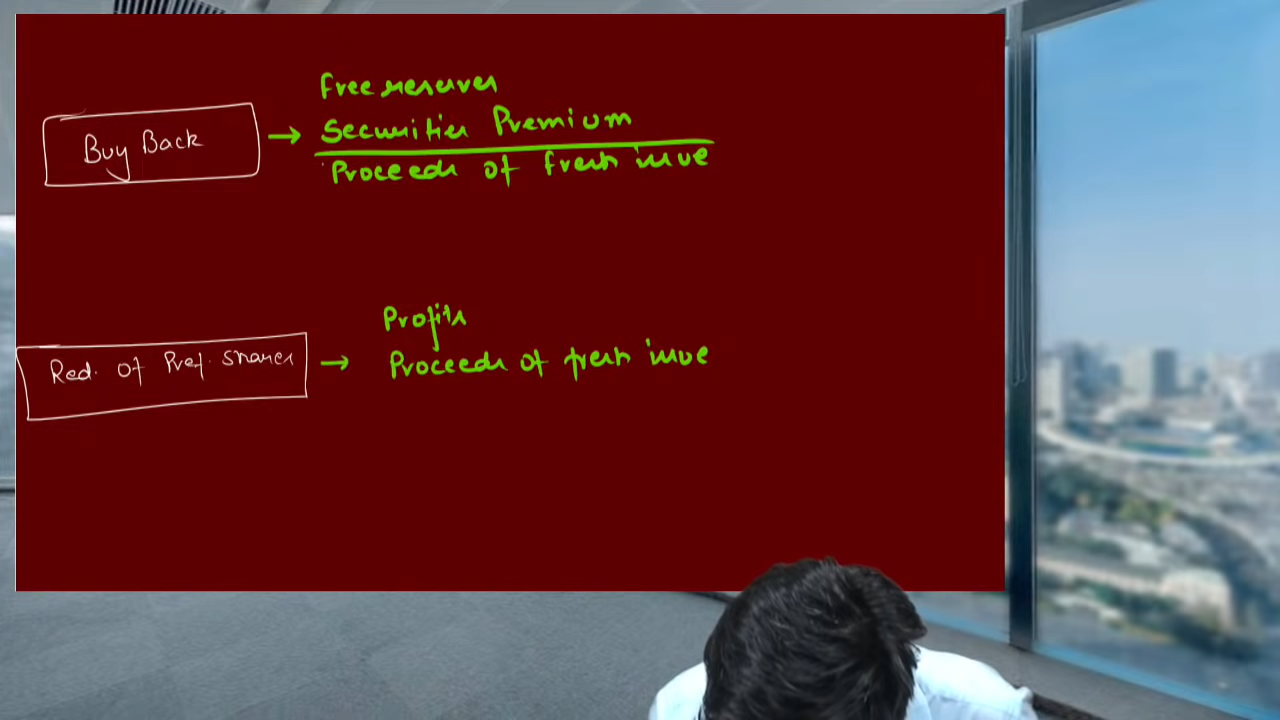 Buy Back → Free reserves
Securities Premium
Proceeds of fresh issue
Red. of Pref. Shares → Profits
Proceeds of fresh issue